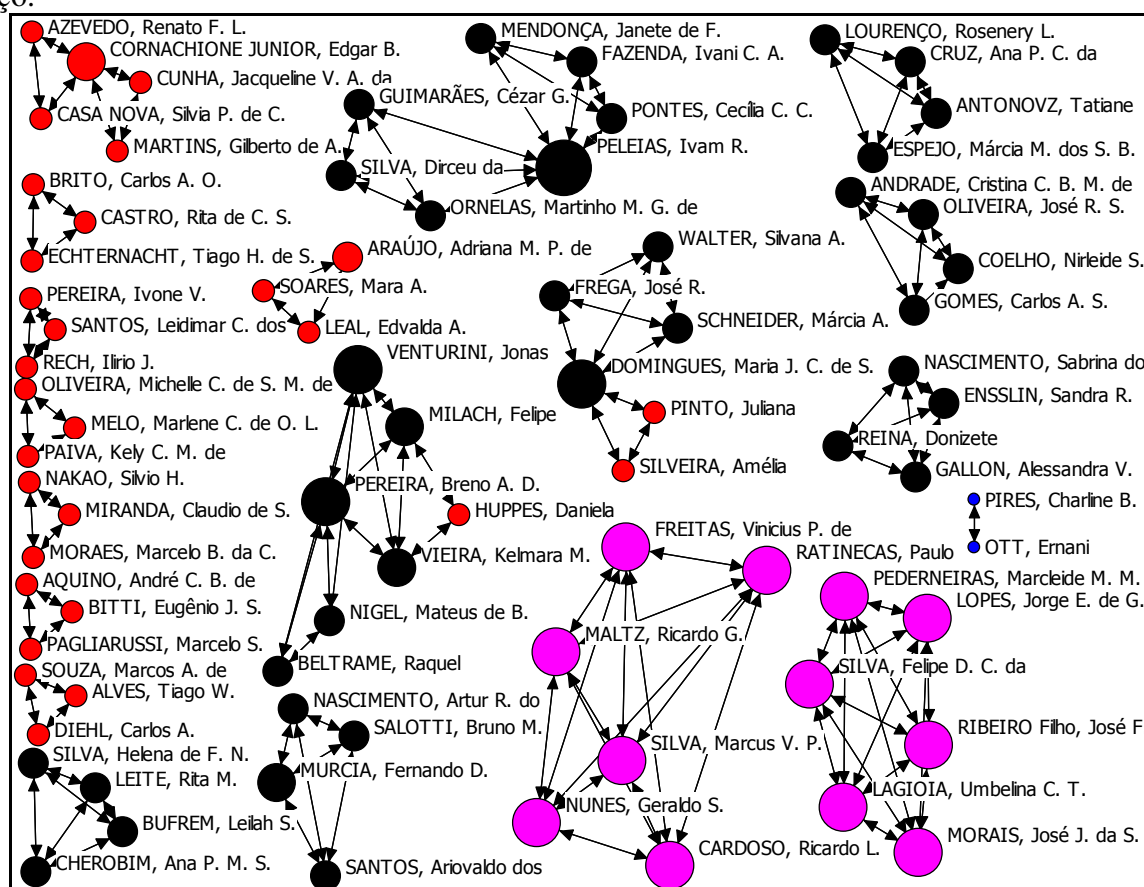 ço.
AZEVEDO, Renato F. L.
CORNACHIONE JUNIOR, Edgar B.
CUNHA, Jacqueline V. A. da
CASA NOVA, Silvia P. de C.
MARTINS, Gilberto de A.
BRITO, Carlos A. O.
CASTRO, Rita de C. S.
ECHTERNACHT, Tiago H. de S.
PEREIRA, Ivone V.
SANTOS, Leidimar C. dos
RECH, Ilirio J.
OLIVEIRA, Michelle C. de S. M. de
MELO, Marlene C. de O. L.
PAIVA, Kely C. M. de
NAKAO, Silvio H.
MIRANDA, Claudio de S.
MORAES, Marcelo B. da C.
AQUINO, André C. B. de
BITTI, Eugênio J. S.
PAGLIARUSSI, Marcelo S.
SOUZA, Marcos A. de
ALVES, Tiago W.
DIEHL, Carlos A.
SILVA, Helena de F. N.
LEITE, Rita M.
BUFREM, Leilah S.
CHEROBIM, Ana P. M. S.
MENDONÇA, Janete de F.
FAZENDA, Ivani C. A.
GUIMARÃES, Cézar G.
PONTES, Cecília C. C.
PELEIAS, Ivam R.
SILVA, Dirceu da
ORNELAS, Martinho M. G. de
ARAÚJO, Adriana M. P. de
SOARES, Mara A.
LEAL, Edvalda A.
VENTURINI, Jonas
MILACH, Felipe
PEREIRA, Breno A. D.
HUPPES, Daniela
VIEIRA, Kelmara M.
NIGEL, Mateus de B.
BELTRAME, Raquel
NASCIMENTO, Artur R. do
SALOTTI, Bruno M.
MURCIA, Fernando D.
SANTOS, Ariovaldo dos
WALTER, Silvana A.
FREGA, José R.
SCHNEIDER, Márcia A.
DOMINGUES, Maria J. C. de S.
PINTO, Juliana
SILVEIRA, Amélia
FREITAS, Vinicius P. de
RATINECAS, Paulo
MALTZ, Ricardo G.
SILVA, Marcus V. P.
NUNES, Geraldo S.
CARDOSO, Ricardo L.
LOURENÇO, Rosenery L.
CRUZ, Ana P. C. da
ANTONOVZ, Tatiane
ESPEJO, Márcia M. dos S. B.
ANDRADE, Cristina C. B. M. de
OLIVEIRA, José R. S.
COELHO, Nirleide S.
GOMES, Carlos A. S.
NASCIMENTO, Sabrina do
ENSSLIN, Sandra R.
REINA, Donizete
GALLON, Alessandra V.
PIRES, Charline B.
OTT, Ernani
PEDERNEIRAS, Marcleide M. M.
LOPES, Jorge E. de G.
SILVA, Felipe D. C. da
RIBEIRO Filho, José F
LAGIOIA, Umbelina C. T.
MORAIS, José J. da S.